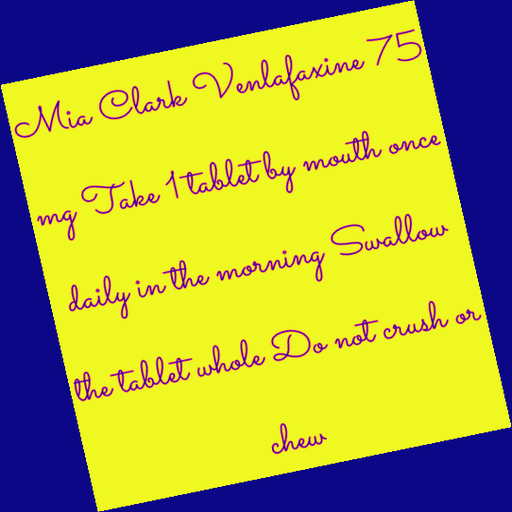 Mia Clark Venlafaxine 75
mg Take 1 tablet by mouth once
daily in the morning Swallow
the tablet whole Do not crush or
chew